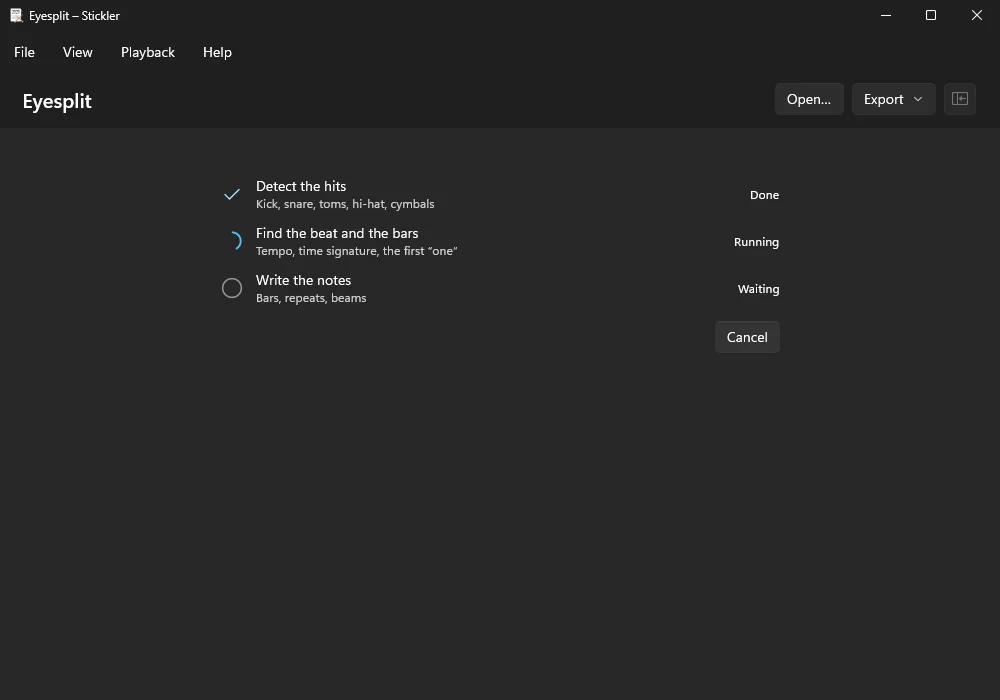 Eyesplit – Stickler
File View Playback Help
Eyesplit
Open... Export
Detect the hits
Kick, snare, toms, hi-hat, cymbals
Done
Find the beat and the bars
Tempo, time signature, the first “one”
Running
Write the notes
Bars, repeats, beams
Waiting
Cancel